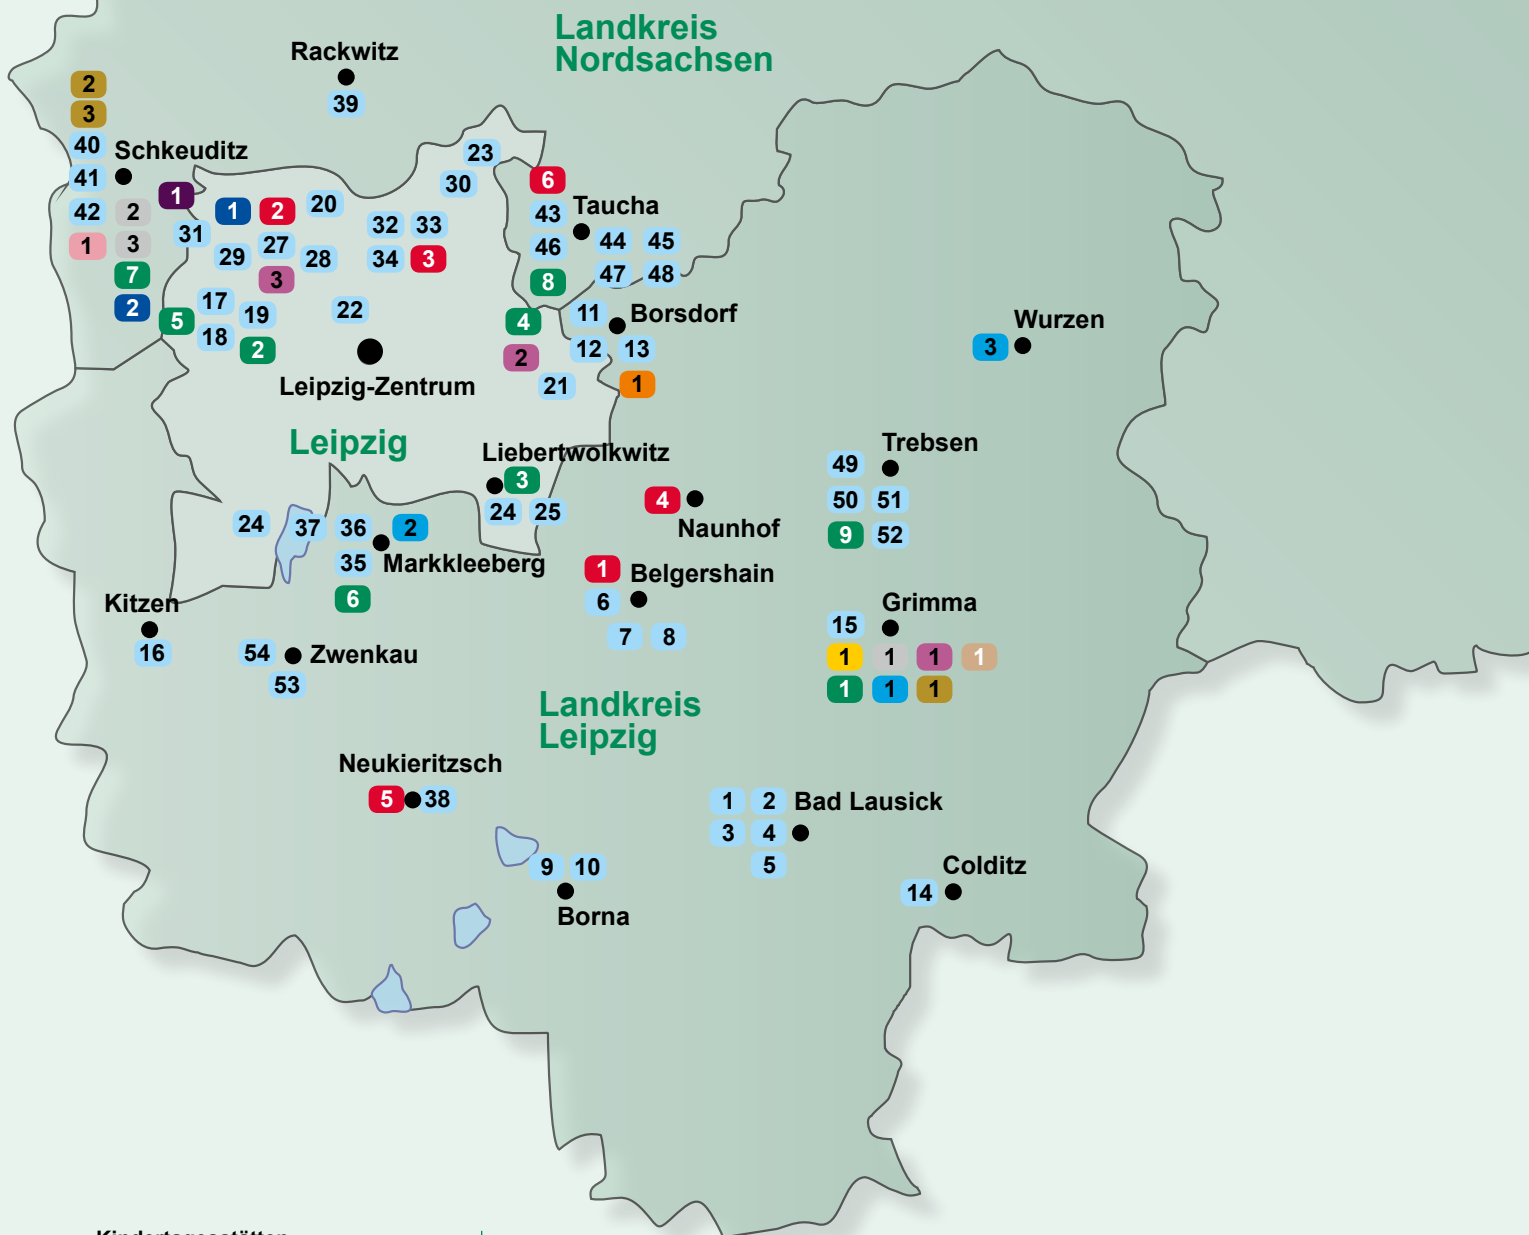 Landkreis
Nordsachsen
Rackwitz
39
2
3
40
Schkeuditz
41
1
42 2
1 3
7
2
23
30
1 2 20
31
32 33
29 27 28
34 3
3
17 19
22
5
18 2
Leipzig-Zentrum
Leipzig
6
43 Taucha
46 44 45
47 48
8
11 Borsdorf
4
12 13
2
21 1
Wurzen
3
Liebertwolkwitz
3
24 25
Trebsen
49
50 51
9 52
4
Naunhof
24 37 36 2
35 Markkleeberg
6
1
Belgershain
6
7 8
Kitzen
16
54 Zwenkau
53
Grimma
15
1 1 1 1
1 1 1
Landkreis
Leipzig
Neukieritzsch
5 38
1 2 Bad Lausick
3 4
5
9 10
Borna
Colditz
14
Kindertagesstätten